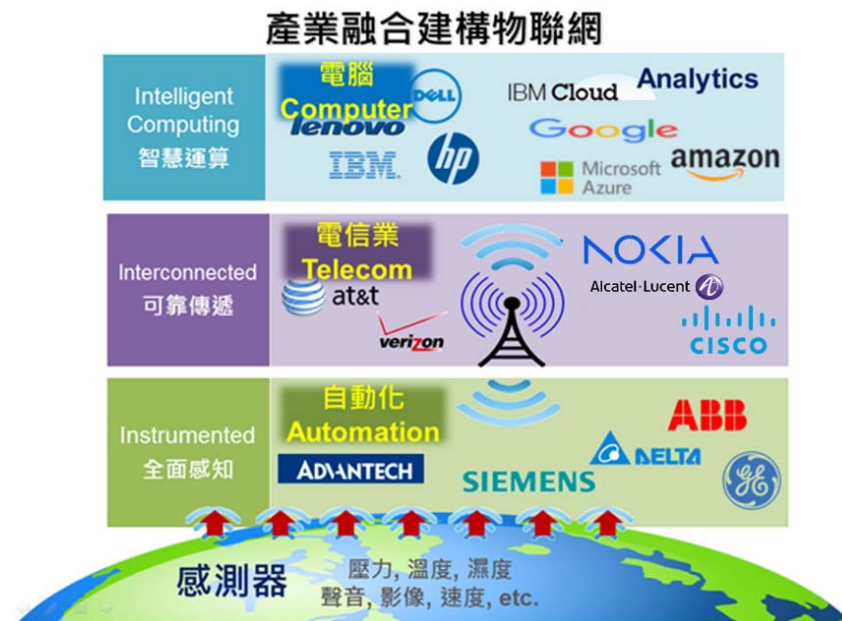 產業融合建構物聯網
Intelligent
Computing
智慧運算
電腦
Computer
DELL
lenovo
IBM
hp
IBM Cloud
Analytics
Google
Microsoft
Azure
amazon
Interconnected
可靠傳遞
電信業
Telecom
at&t
verizon
NOKIA
Alcatel·Lucent
CISCO
Instrumented
全面感知
自動化
Automation
ADVANTECH
SIEMENS
ABB
DELTA
GE
感測器
壓力, 溫度, 濕度
聲音, 影像, 速度, etc.